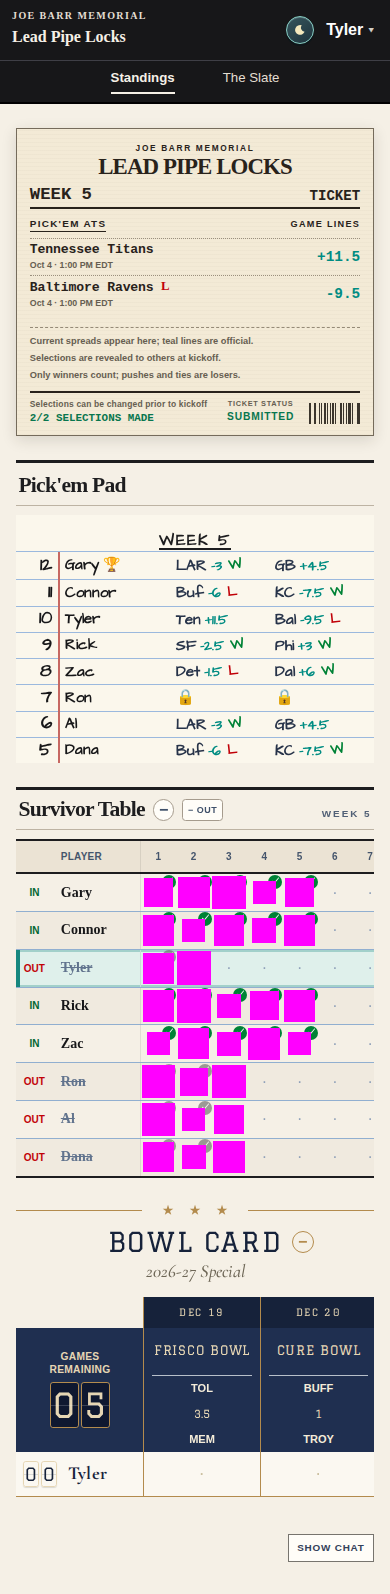 JOE BARR MEMORIAL
Lead Pipe Locks
Tyler
Standings The Slate
JOE BARR MEMORIAL
LEAD PIPE LOCKS
WEEK 5 TICKET
PICK'EM ATS GAME LINES
Tennessee Titans +11.5
Oct 4 · 1:00 PM EDT
Baltimore Ravens L -9.5
Oct 4 · 1:00 PM EDT
Current spreads appear here; teal lines are official.
Selections are revealed to others at kickoff.
Only winners count; pushes and ties are losers.
Selections can be changed prior to kickoff TICKET STATUS
2/2 SELECTIONS MADE SUBMITTED
Pick'em Pad
WEEK 5
12 Gary 🏆 LAR -3 W GB +4.5
11 Connor Buf -6 L KC -7.5 W
10 Tyler Ten +11.5 Bal -9.5 L
9 Rick SF -2.5 W Phi +3 W
8 Zac Det -1.5 L Dal +6 W
7 Ron 🔒 🔒
6 Al LAR -3 W GB +4.5
5 Dana Buf -6 L KC -7.5 W
Survivor Table − − OUT WEEK 5
PLAYER 1 2 3 4 5 6 7
IN Gary
IN Connor
OUT Tyler
IN Rick
IN Zac
OUT Ron
OUT Al
OUT Dana
★ ★ ★
BOWL CARD −
2026-27 Special
DEC 19 DEC 20
GAMES REMAINING 05 FRISCO BOWL CURE BOWL
TOL BUFF
3.5 1
MEM TROY
00 Tyler · ·
SHOW CHAT